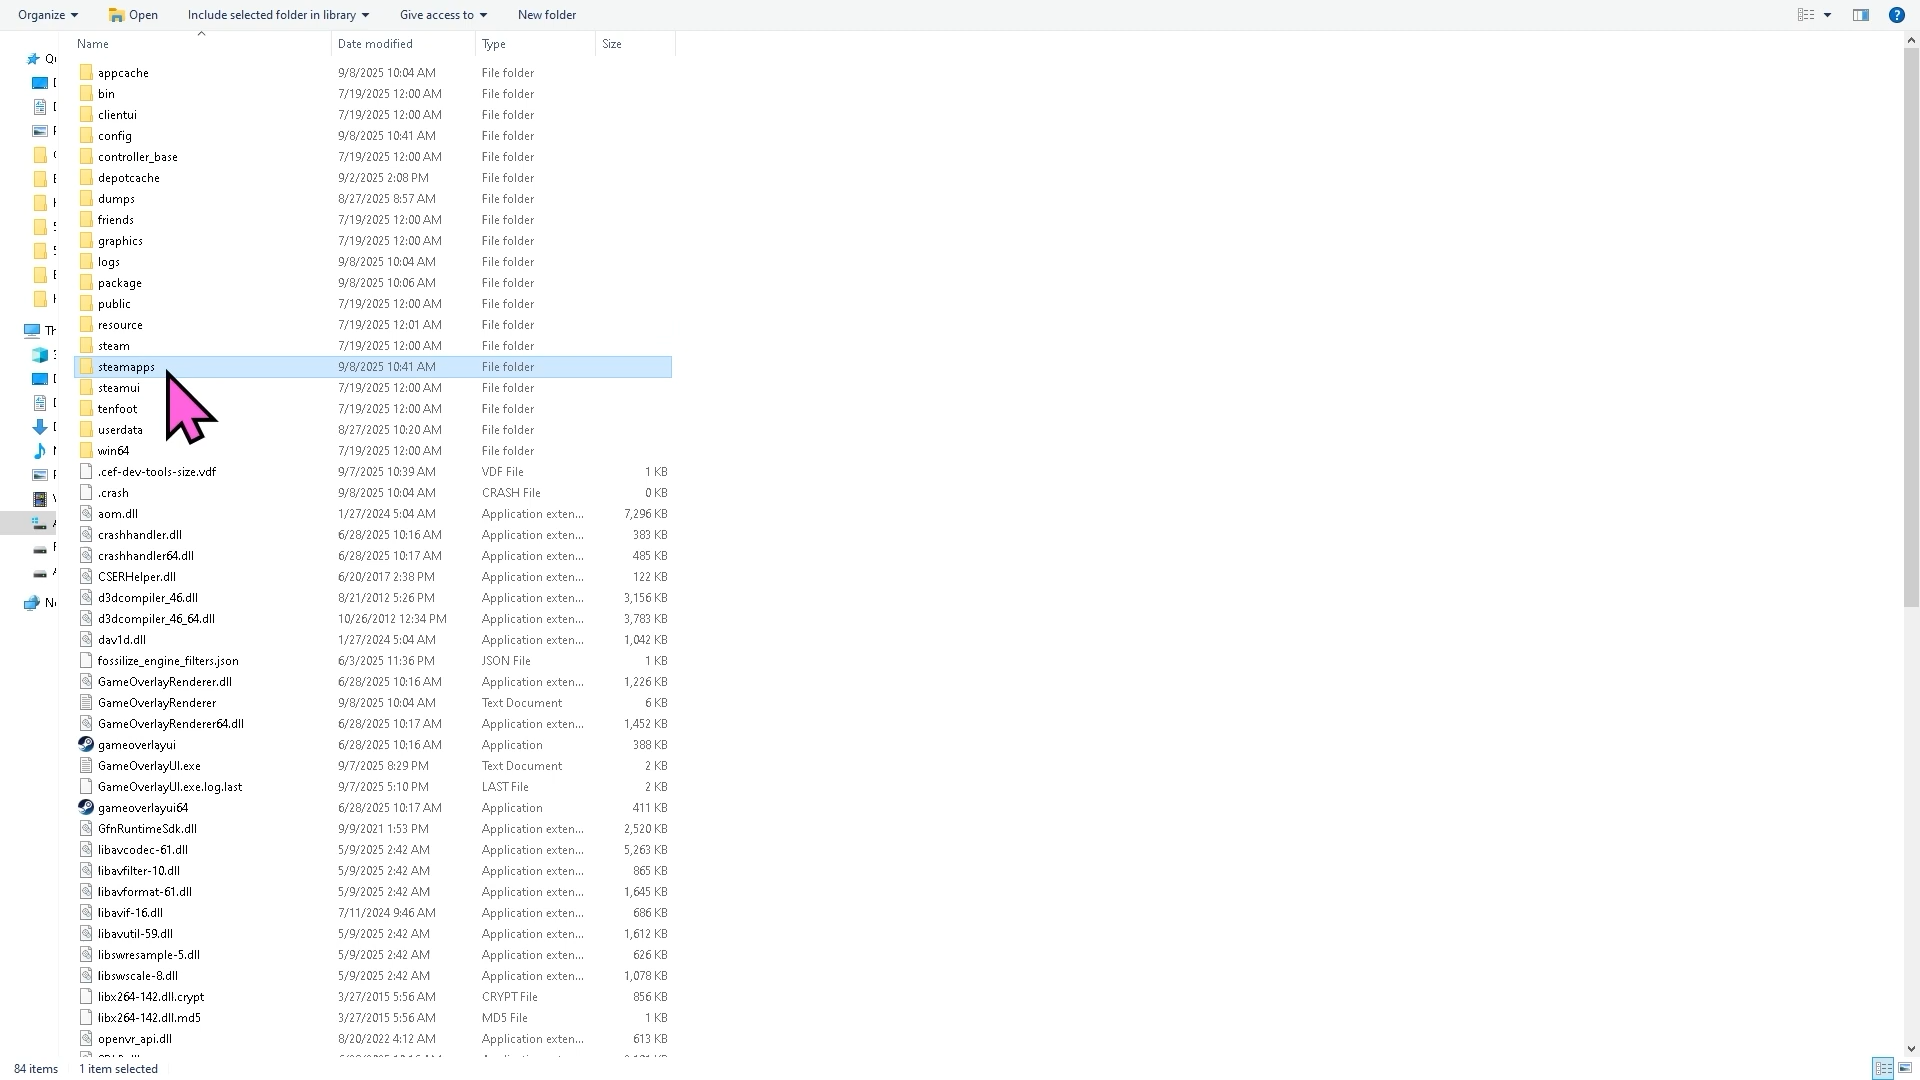 Organize Open Include selected folder in library Give access to New folder
Name Date modified Type Size
appcache 9/8/2025 10:04 AM File folder
bin 7/19/2025 12:00 AM File folder
clientui 7/19/2025 12:00 AM File folder
config 9/8/2025 10:41 AM File folder
controller_base 7/19/2025 12:00 AM File folder
depotcache 9/2/2025 2:08 PM File folder
dumps 8/27/2025 8:57 AM File folder
friends 7/19/2025 12:00 AM File folder
graphics 7/19/2025 12:00 AM File folder
logs 9/8/2025 10:04 AM File folder
package 9/8/2025 10:06 AM File folder
public 7/19/2025 12:00 AM File folder
resource 7/19/2025 12:01 AM File folder
steam 7/19/2025 12:00 AM File folder
steamapps 9/8/2025 10:41 AM File folder
steamui 7/19/2025 12:00 AM File folder
tenfoot 7/19/2025 12:00 AM File folder
userdata 8/27/2025 10:20 AM File folder
win64 7/19/2025 12:00 AM File folder
.cef-dev-tools-size.vdf 9/7/2025 10:39 AM VDF File 1 KB
.crash 9/8/2025 10:04 AM CRASH File 0 KB
aom.dll 1/27/2024 5:04 AM Application exten... 7,296 KB
crashhandler.dll 6/28/2025 10:16 AM Application exten... 383 KB
crashhandler64.dll 6/28/2025 10:17 AM Application exten... 485 KB
CSERHelper.dll 6/20/2017 2:38 PM Application exten... 122 KB
d3dcompiler_46.dll 8/21/2012 5:26 PM Application exten... 3,156 KB
d3dcompiler_46_64.dll 10/26/2012 12:34 PM Application exten... 3,783 KB
dav1d.dll 1/27/2024 5:04 AM Application exten... 1,042 KB
fossilize_engine_filters.json 6/3/2025 11:36 PM JSON File 1 KB
GameOverlayRenderer.dll 6/28/2025 10:16 AM Application exten... 1,226 KB
GameOverlayRenderer 9/8/2025 10:04 AM Text Document 6 KB
GameOverlayRenderer64.dll 6/28/2025 10:17 AM Application exten... 1,452 KB
gameoverlayui 6/28/2025 10:16 AM Application 388 KB
GameOverlayUI.exe 9/7/2025 8:29 PM Text Document 2 KB
GameOverlayUI.exe.log.last 9/7/2025 5:10 PM LAST File 2 KB
gameoverlayui64 6/28/2025 10:17 AM Application 411 KB
GfnRuntimeSdk.dll 9/9/2021 1:53 PM Application exten... 2,520 KB
libavcodec-61.dll 5/9/2025 2:42 AM Application exten... 5,263 KB
libavfilter-10.dll 5/9/2025 2:42 AM Application exten... 865 KB
libavformat-61.dll 5/9/2025 2:42 AM Application exten... 1,645 KB
libavif-16.dll 7/11/2024 9:46 AM Application exten... 686 KB
libavutil-59.dll 5/9/2025 2:42 AM Application exten... 1,612 KB
libswresample-5.dll 5/9/2025 2:42 AM Application exten... 626 KB
libswscale-8.dll 5/9/2025 2:42 AM Application exten... 1,078 KB
libx264-142.dll.crypt 3/27/2015 5:56 AM CRYPT File 856 KB
libx264-142.dll.md5 3/27/2015 5:56 AM MD5 File 1 KB
openvr_api.dll 8/20/2022 4:12 AM Application exten... 613 KB
84 items 1 item selected